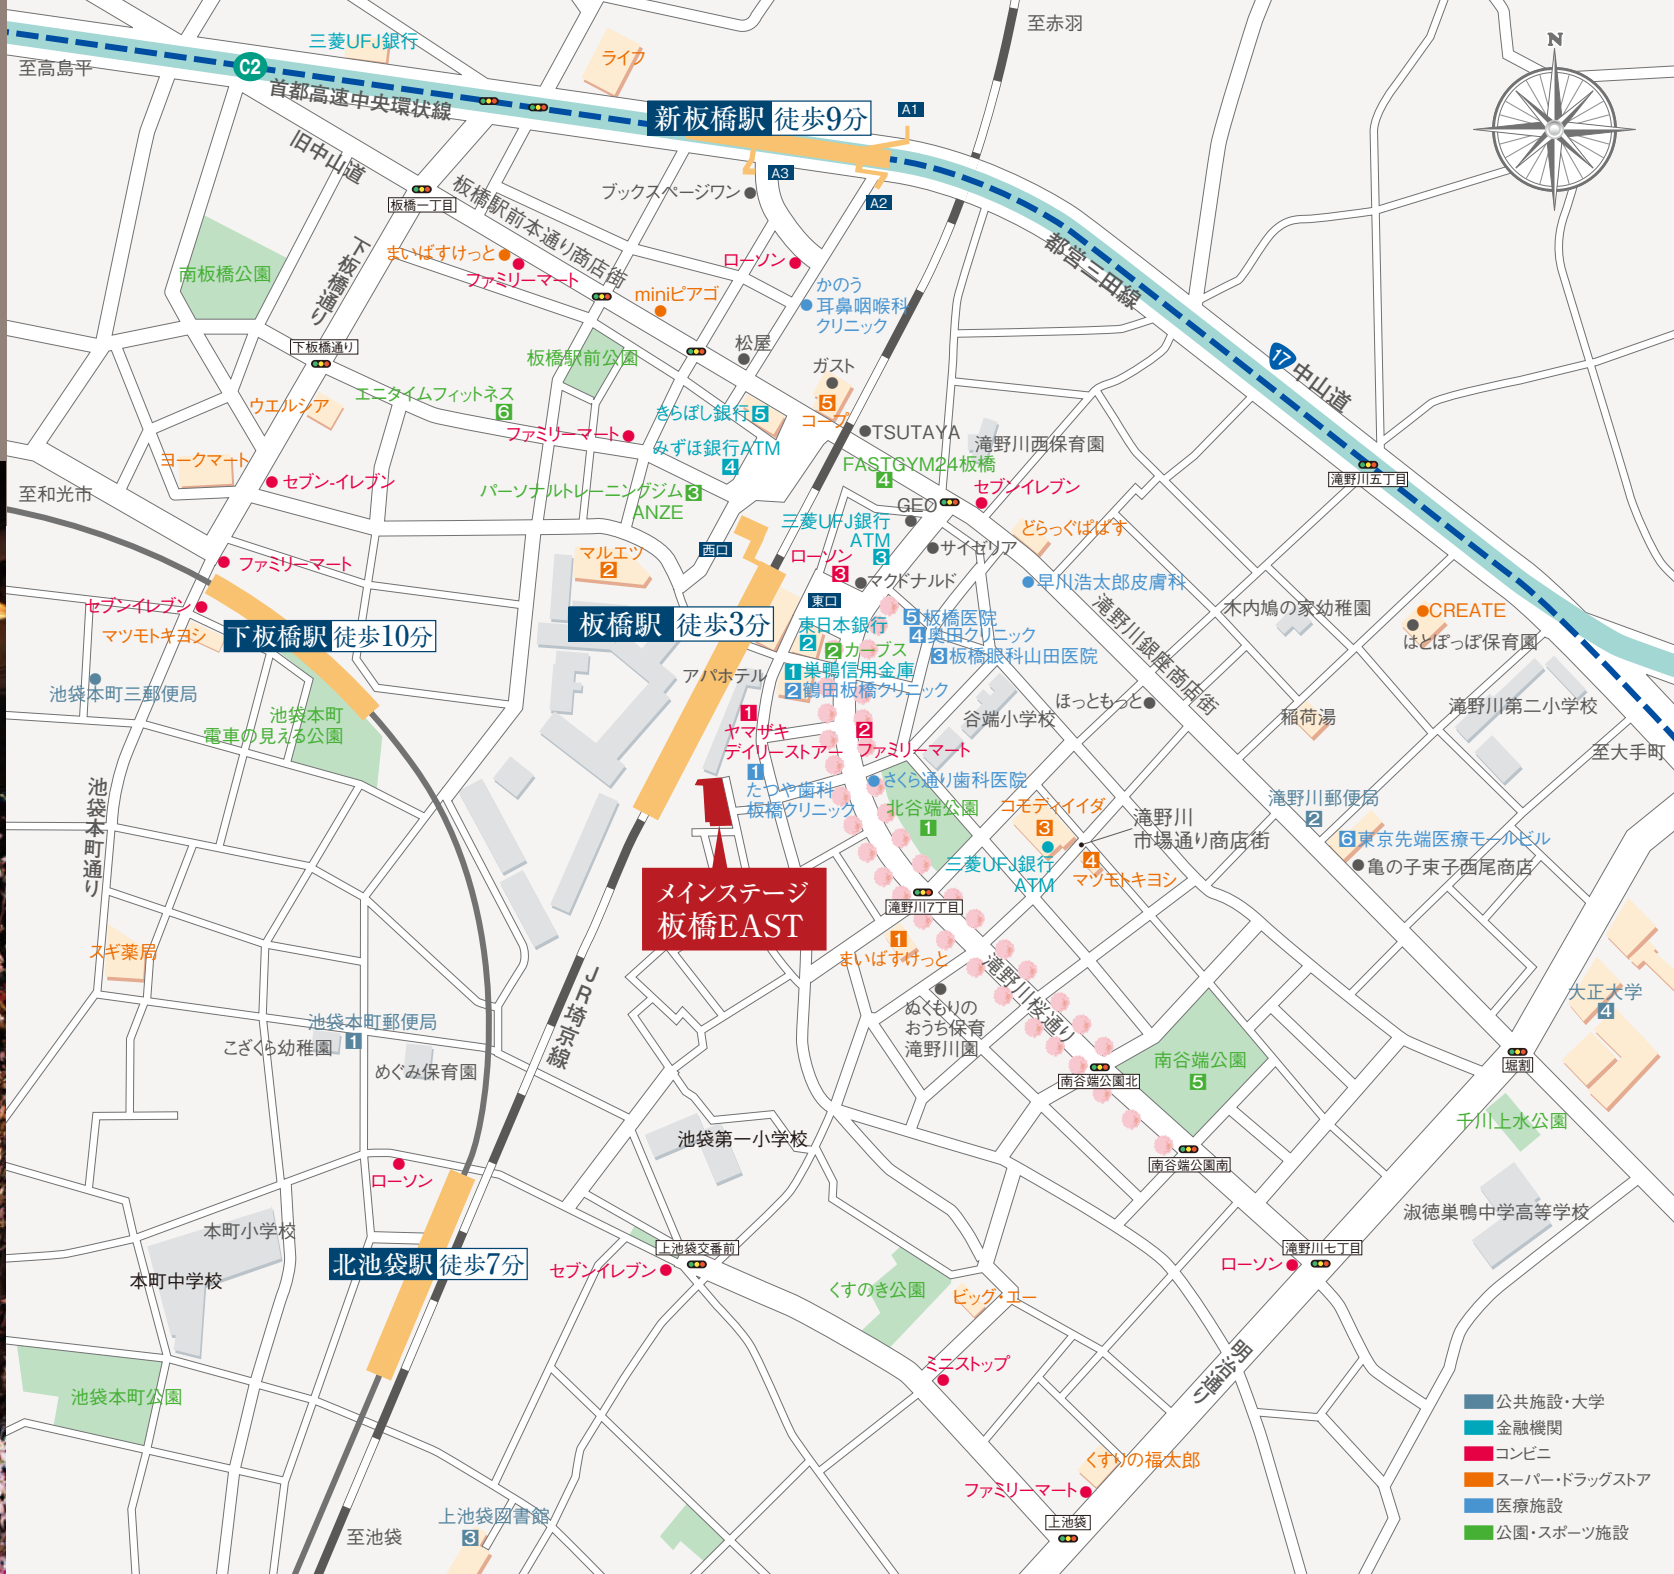 至赤羽
N
三菱UFJ銀行
ライフ
至高島平
C2
首都高速中央環状線
旧中山道
新板橋駅 徒歩9分
A1
A3
A2
ブックスページワン
板橋一丁目
板橋駅前本通り商店街
下板橋通り
まいばすけっと
ファミリーマート
ローソン
都営三田線
南板橋公園
miniピアゴ
かのう
耳鼻咽喉科
クリニック
下板橋通り
松屋
板橋駅前公園
ガスト
17 中山道
エニタイムフィットネス
6
ウエルシア
きらぼし銀行 5
5
コープ
ファミリーマート
みずほ銀行ATM
4
TSUTAYA
滝野川西保育園
ヨークマート
セブン-イレブン
FASTGYM24板橋
4
滝野川五丁目
至和光市
パーソナルトレーニングジム 3
ANZE
GEO
セブンイレブン
三菱UFJ銀行
ATM
3
どらっぐぱぱす
西口
サイゼリア
マルエツ
2
ローソン
3
ファミリーマート
マクドナルド
早川浩太郎皮膚科
セブンイレブン
東口
滝野川銀座商店街
木内鳩の家幼稚園
CREATE
はとぽっぽ保育園
マツモトキヨシ
下板橋駅 徒歩10分
板橋駅 徒歩3分
東日本銀行
2
5 板橋医院
4 奥田クリニック
2 カーブス
3 板橋眼科山田医院
1 巣鴨信用金庫
2 鶴田板橋クリニック
アパホテル
池袋本町三郵便局
池袋本町
電車の見える公園
1
ヤマザキ
デイリーストアー
2
ファミリーマート
谷端小学校
ほっともっと
稲荷湯
滝野川第二小学校
至大手町
池袋本町通り
1
たつや歯科
板橋クリニック
さくら通り歯科医院
北谷端公園
1
コモディイイダ
3
滝野川
市場通り商店街
滝野川郵便局
2
6 東京先端医療モールビル
亀の子束子西尾商店
三菱UFJ銀行
ATM
4
マツモトキヨシ
メインステージ
板橋EAST
滝野川7丁目
1
まいばすけっと
スギ薬局
滝野川桜通り
ぬくもりの
おうち保育
滝野川園
JR埼京線
大正大学
4
池袋本町郵便局
1
こざくら幼稚園
めぐみ保育園
南谷端公園
5
南谷端公園北
堀割
千川上水公園
池袋第一小学校
南谷端公園南
ローソン
淑徳巣鴨中学高等学校
本町小学校
本町中学校
北池袋駅 徒歩7分
上池袋交番前
セブンイレブン
滝野川七丁目
ローソン
くすのき公園
ビッグ・エー
ミニストップ
明治通り
池袋本町公園
くすりの福太郎
ファミリーマート
上池袋
上池袋図書館
3
至池袋
公共施設・大学
金融機関
コンビニ
スーパー・ドラッグストア
医療施設
公園・スポーツ施設